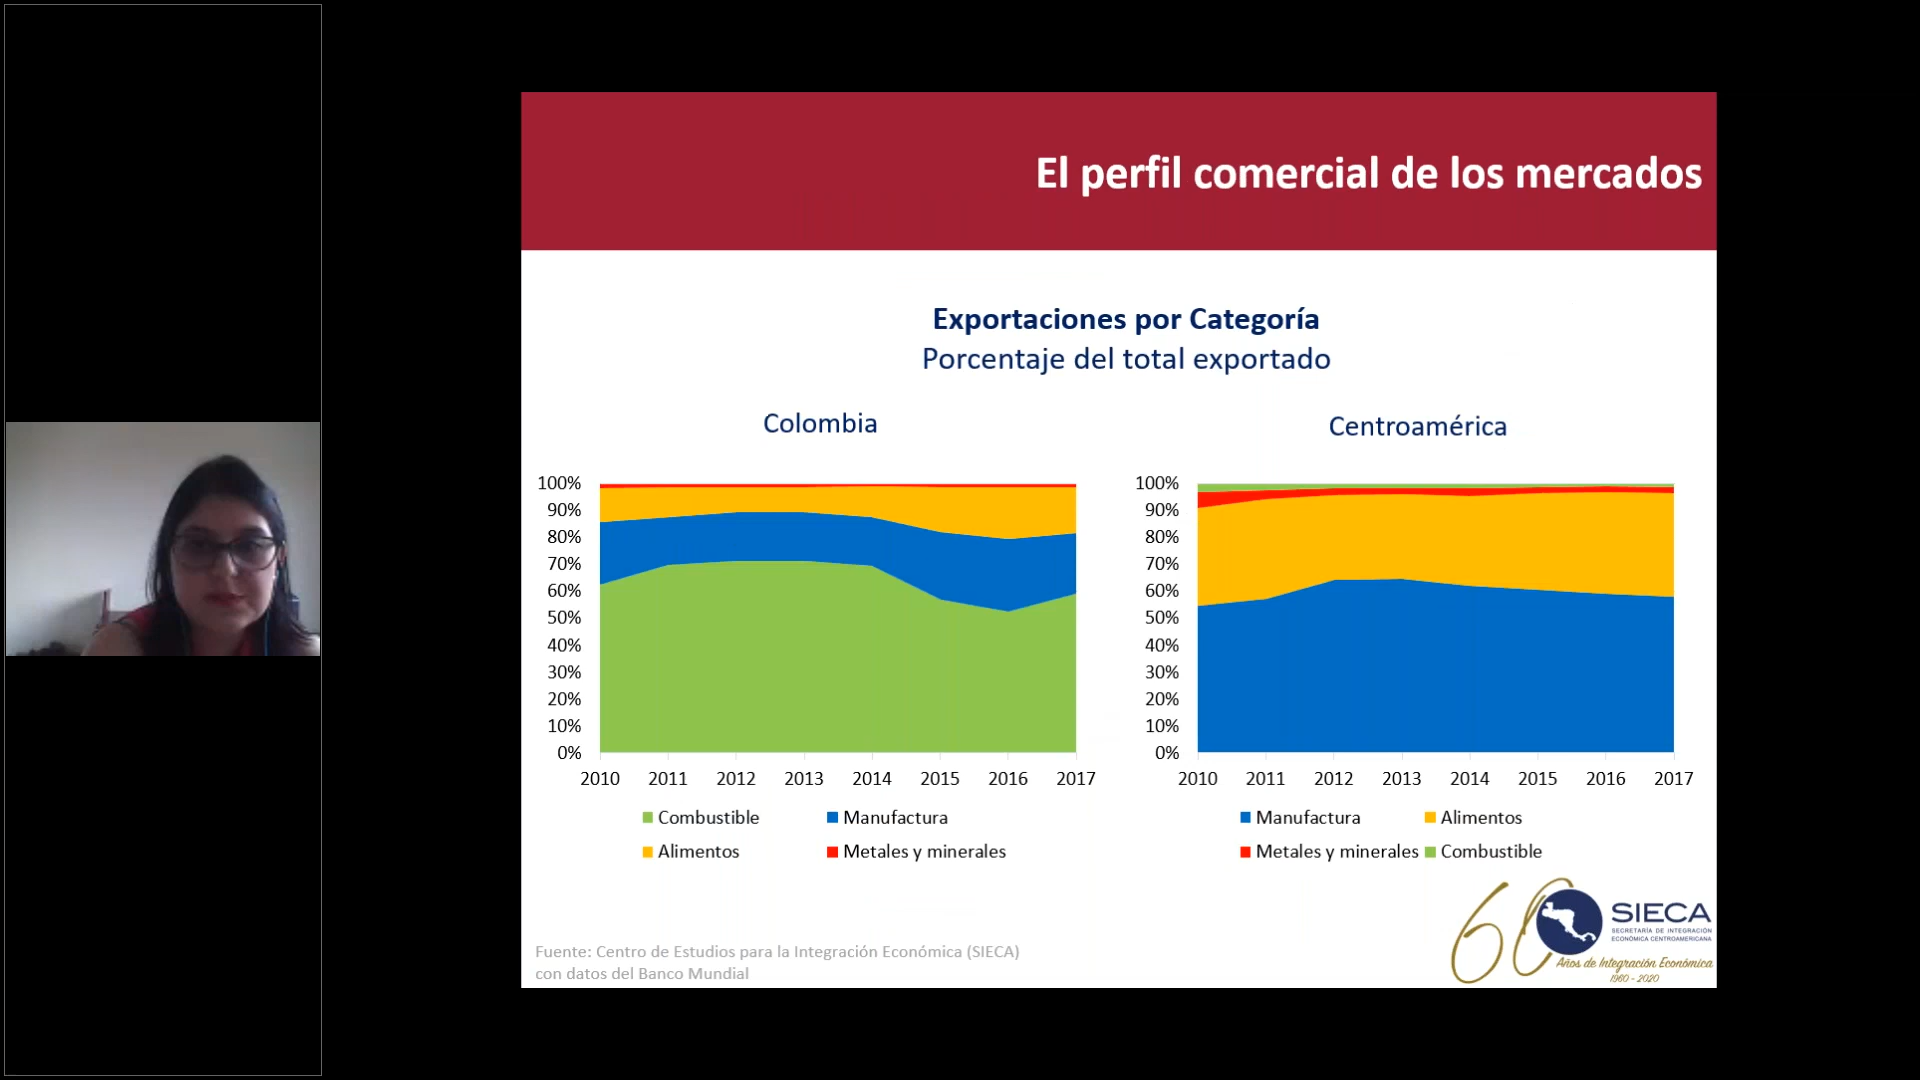 El perfil comercial de los mercados
Exportaciones por Categoría
Porcentaje del total exportado
Colombia
100%
90%
80%
70%
60%
50%
40%
30%
20%
10%
0%
2010 2011 2012 2013 2014 2015 2016 2017
Combustible Manufactura
Alimentos Metales y minerales
Centroamérica
100%
90%
80%
70%
60%
50%
40%
30%
20%
10%
0%
2010 2011 2012 2013 2014 2015 2016 2017
Manufactura Alimentos
Metales y minerales Combustible
Fuente: Centro de Estudios para la Integración Económica (SIECA)
con datos del Banco Mundial
60
SIECA
SECRETARÍA DE INTEGRACIÓN
ECONÓMICA CENTROAMERICANA
Años de Integración Económica
1960 - 2020